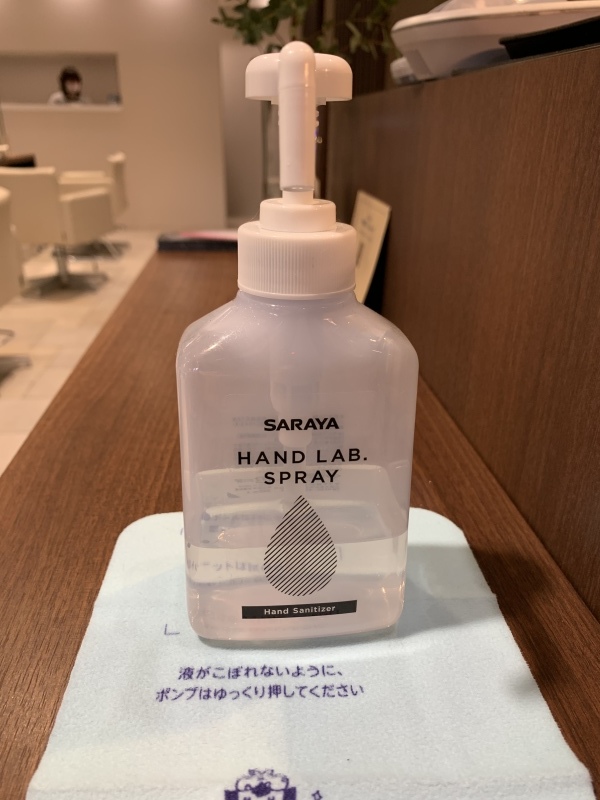 SARAYA
HAND LAB.
SPRAY
Hand Sanitizer
液がこぼれないように、
ポンプはゆっくり押してください